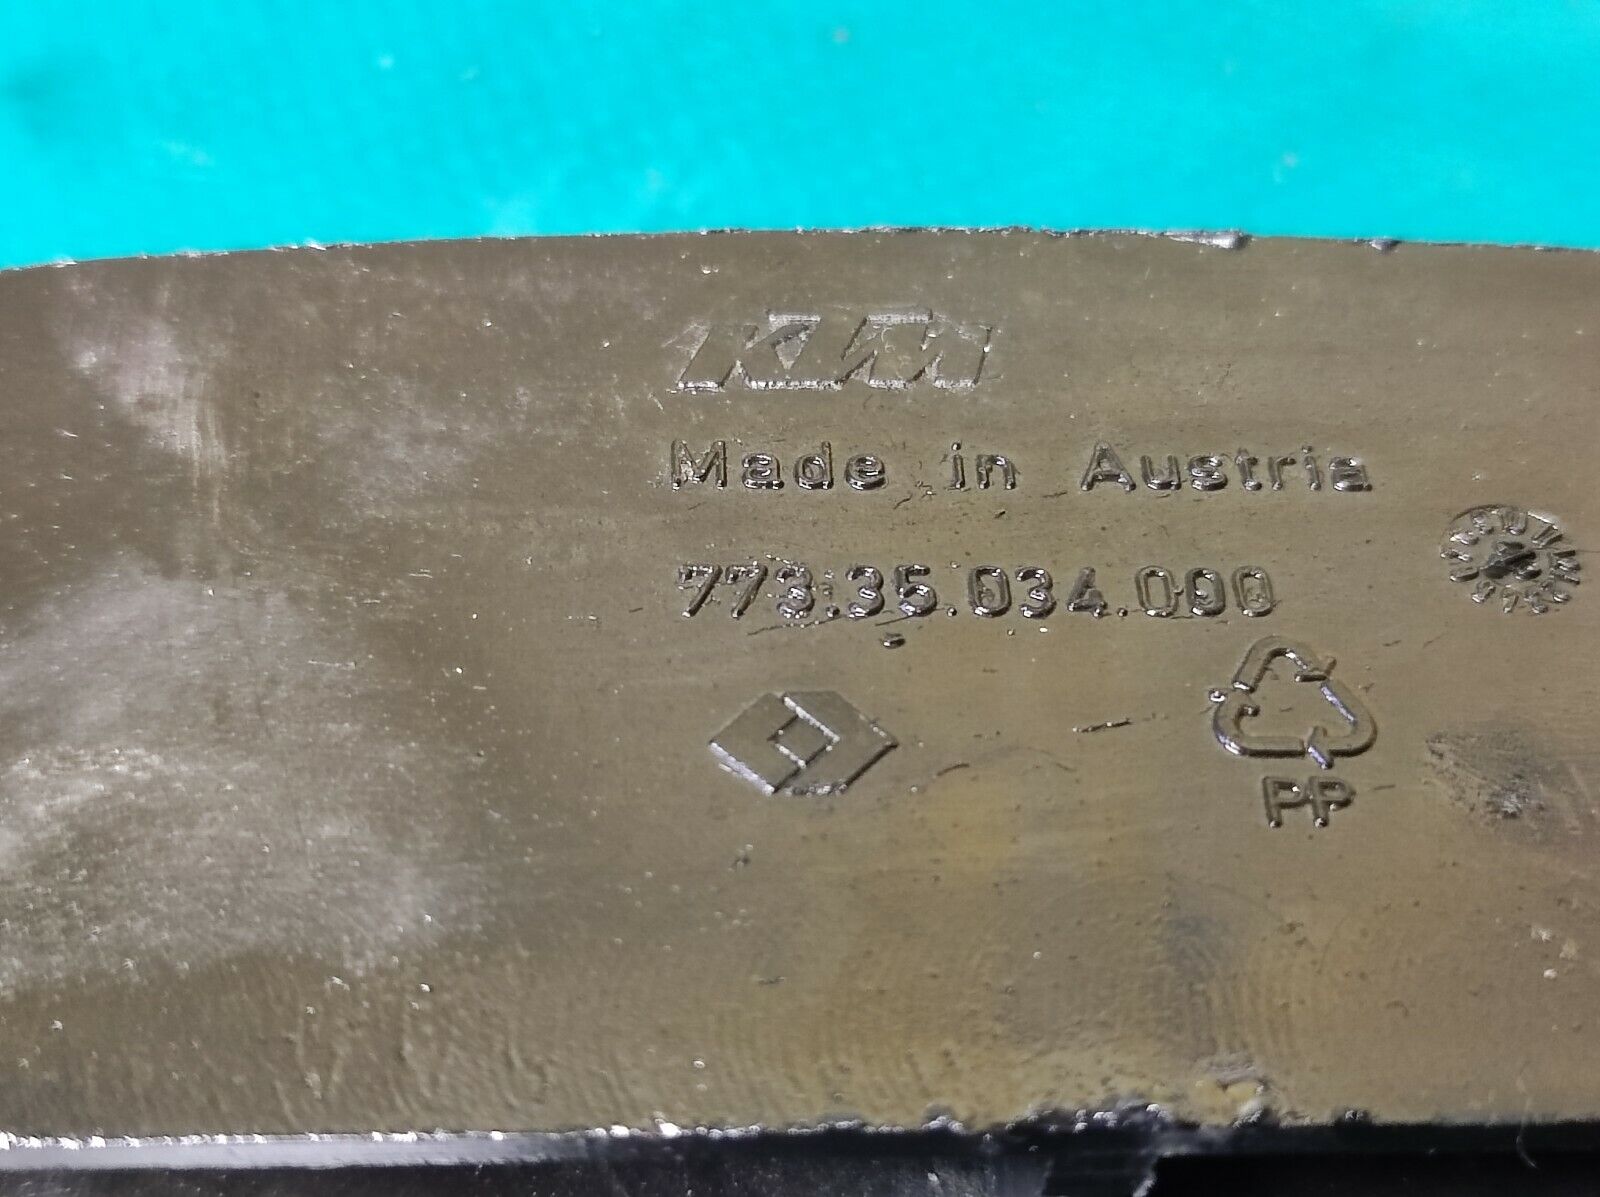 KTM
Made in Austria
773.35.034.000
PP